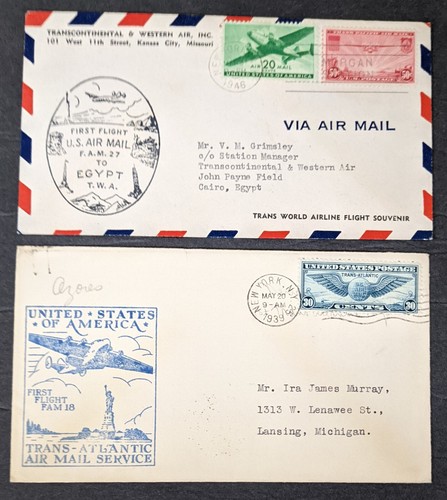 TRANSCONTINENTAL & WESTERN AIR, INC.
101 West 11th Street, Kansas City, Missouri
AIR 20 MAIL
UNITED STATES OF AMERICA
1946
FIRST FLIGHT
U.S. AIR MAIL
F.A.M. 27
TO
EGYPT
T.W.A.
VIA AIR MAIL
Mr. V. M. Grimsley
c/o Station Manager
Transcontinental & Western Air
John Payne Field
Cairo, Egypt
TRANS WORLD AIRLINE FLIGHT SOUVENIR
Azores
NEW YORK, N.Y.
MAY 20
9-AM
1939
UNITED STATES POSTAGE
TRANS-ATLANTIC
30 CENTS 30
UNITED STATES
OF AMERICA
FIRST
FLIGHT
FAM 18
TRANS-ATLANTIC
AIR MAIL SERVICE
Mr. Ira James Murray,
1313 W. Lenawee St.,
Lansing, Michigan.